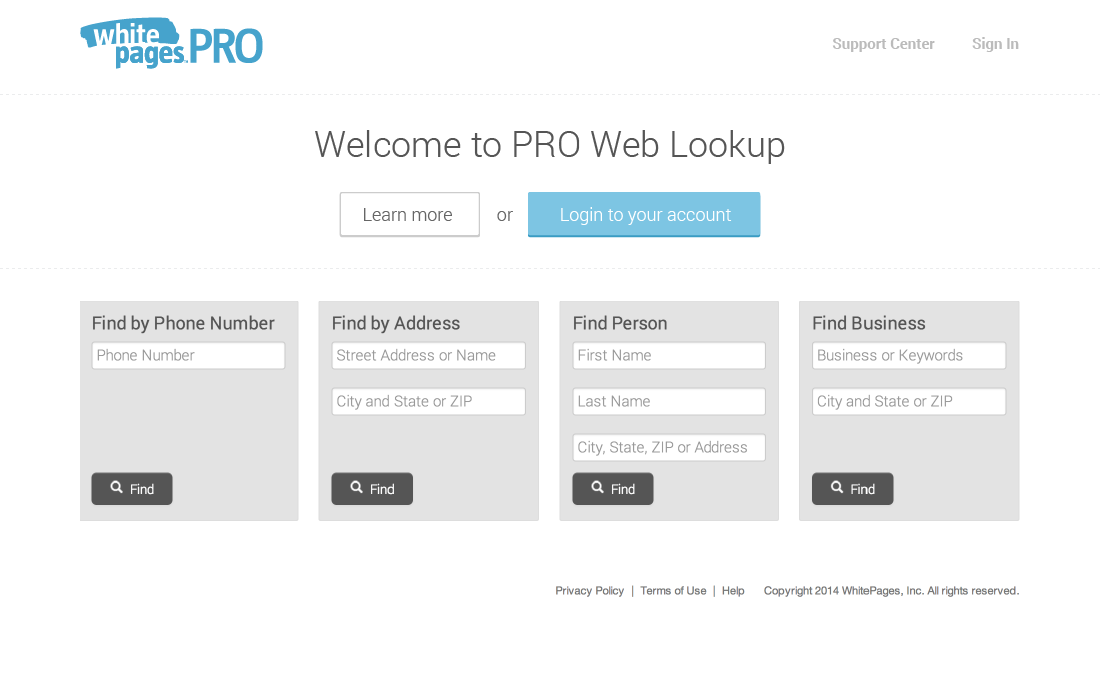 white pages PRO
Support Center
Sign In
Welcome to PRO Web Lookup
Learn more or Login to your account
Find by Phone Number
Phone Number
Find
Find by Address
Street Address or Name
City and State or ZIP
Find
Find Person
First Name
Last Name
City, State, ZIP or Address
Find
Find Business
Business or Keywords
City and State or ZIP
Find
Privacy Policy | Terms of Use | Help Copyright 2014 WhitePages, Inc. All rights reserved.